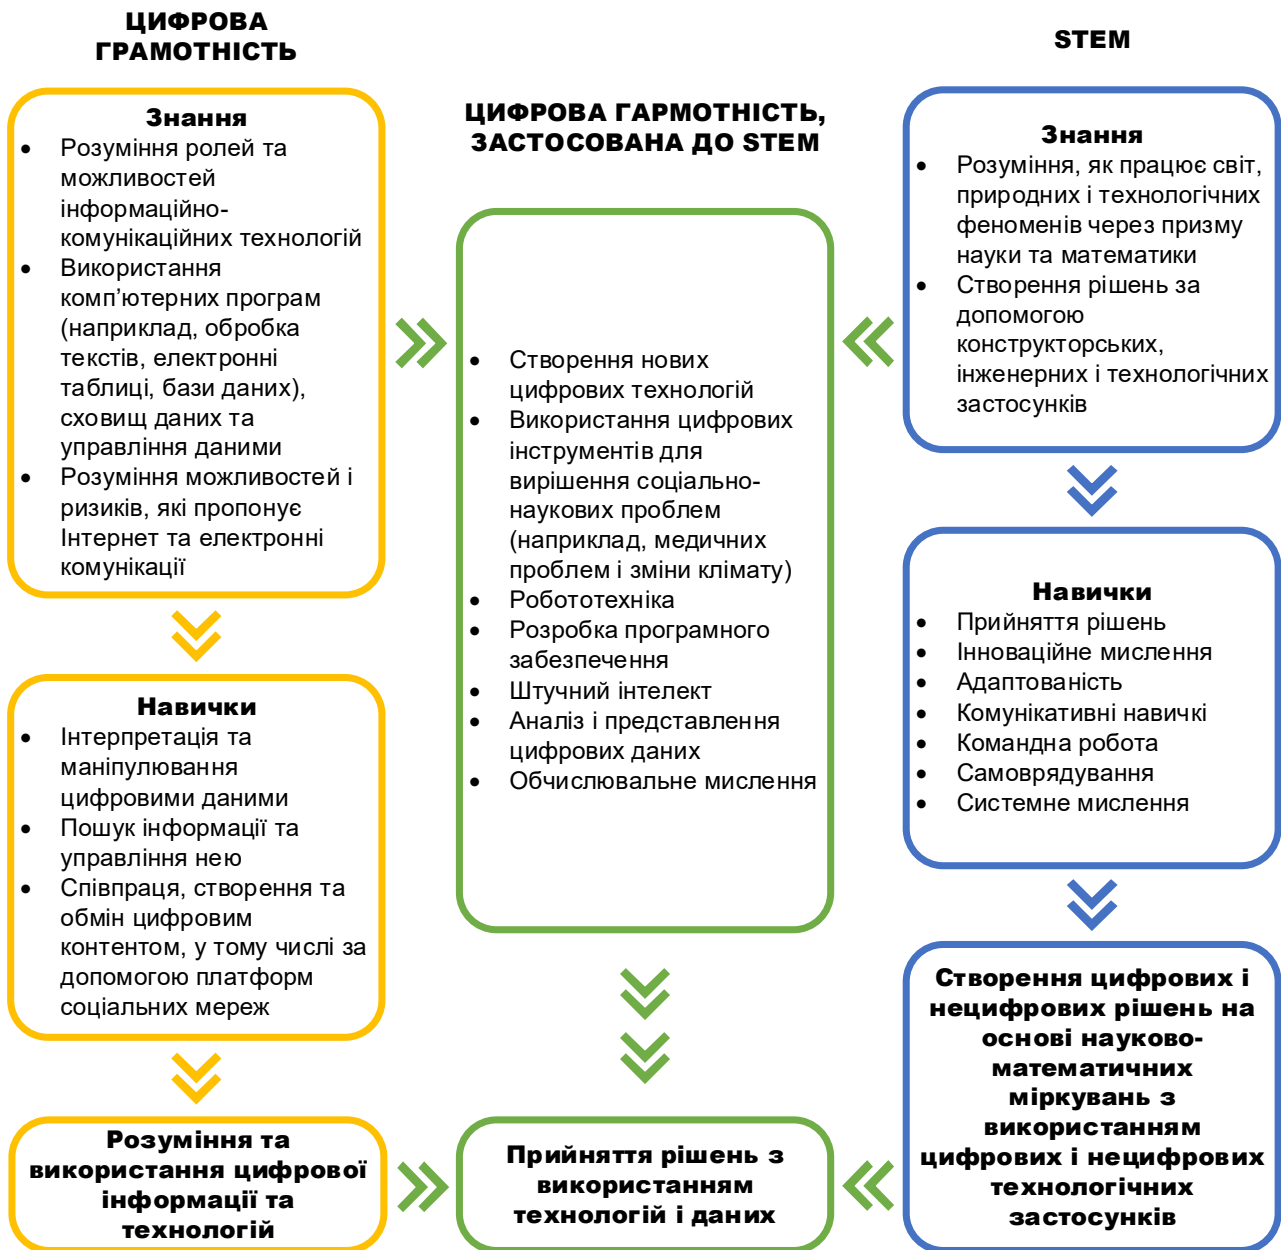 ЦИФРОВА
ГРАМОТНІСТЬ
Знання
• Розуміння ролей та
можливостей
інформаційно-
комунікаційних технологій
• Використання
комп’ютерних програм
(наприклад, обробка
текстів, електронні
таблиці, бази даних),
сховищ даних та
управління даними
• Розуміння можливостей і
ризиків, які пропонує
Інтернет та електронні
комунікації
Навички
• Інтерпретація та
маніпулювання
цифровими даними
• Пошук інформації та
управління нею
• Співпраця, створення та
обмін цифровим
контентом, у тому числі за
допомогою платформ
соціальних мереж
Розуміння та
використання цифрової
інформації та
технологій
ЦИФРОВА ГАРМОТНІСТЬ,
ЗАСТОСОВАНА ДО STEM
• Створення нових
цифрових технологій
• Використання цифрових
інструментів для
вирішення соціально-
наукових проблем
(наприклад, медичних
проблем і зміни клімату)
• Робототехніка
• Розробка програмного
забезпечення
• Штучний інтелект
• Аналіз і представлення
цифрових даних
• Обчислювальне мислення
Прийняття рішень з
використанням
технологій і даних
STEM
Знання
• Розуміння, як працює світ,
природних і технологічних
феноменів через призму
науки та математики
• Створення рішень за
допомогою
конструкторських,
інженерних і технологічних
застосунків
Навички
• Прийняття рішень
• Інноваційне мислення
• Адаптованість
• Комунікативні навичкі
• Командна робота
• Самоврядування
• Системне мислення
Створення цифрових і
нецифрових рішень на
основі науково-
математичних
міркувань з
використанням
цифрових і нецифрових
технологічних
застосунків